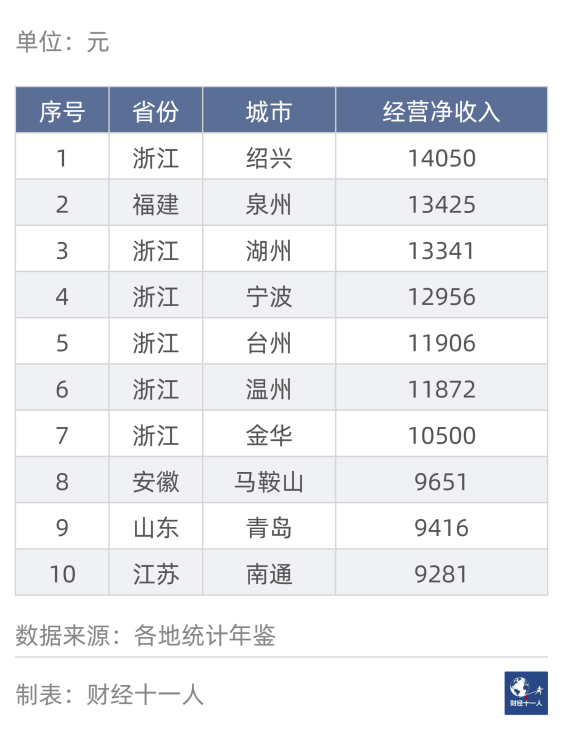 单位：元
序号 省份 城市 经营净收入
1 浙江 绍兴 14050
2 福建 泉州 13425
3 浙江 湖州 13341
4 浙江 宁波 12956
5 浙江 台州 11906
6 浙江 温州 11872
7 浙江 金华 10500
8 安徽 马鞍山 9651
9 山东 青岛 9416
10 江苏 南通 9281
数据来源：各地统计年鉴
制表：财经十一人
财经十一人